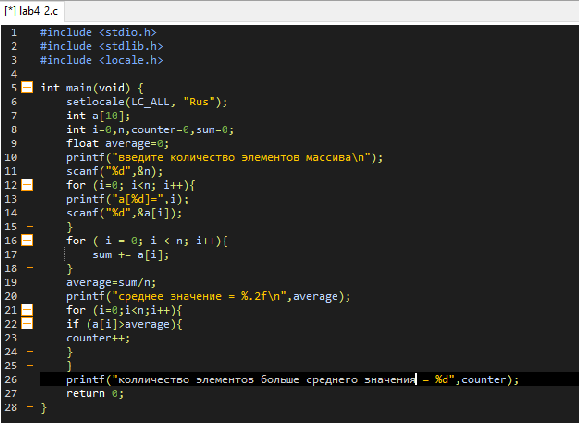 [*] lab4 2.c
1 #include <stdio.h>
2 #include <stdlib.h>
3 #include <locale.h>
4
5 int main(void) {
6 setlocale(LC_ALL, "Rus");
7 int a[10];
8 int i=0,n,counter=0,sum=0;
9 float average=0;
10 printf("введите количество элементов массива\n");
11 scanf("%d",&n);
12 for (i=0; i<n; i++){
13 printf("a[%d]=",i);
14 scanf("%d",&a[i]);
15 }
16 for ( i = 0; i < n; i++){
17 sum += a[i];
18 }
19 average=sum/n;
20 printf("среднее значение = %.2f\n",average);
21 for (i=0;i<n;i++){
22 if (a[i]>average){
23 counter++;
24 }
25 }
26 printf("колличество элементов больше среднего значения = %d",counter);
27 return 0;
28 }